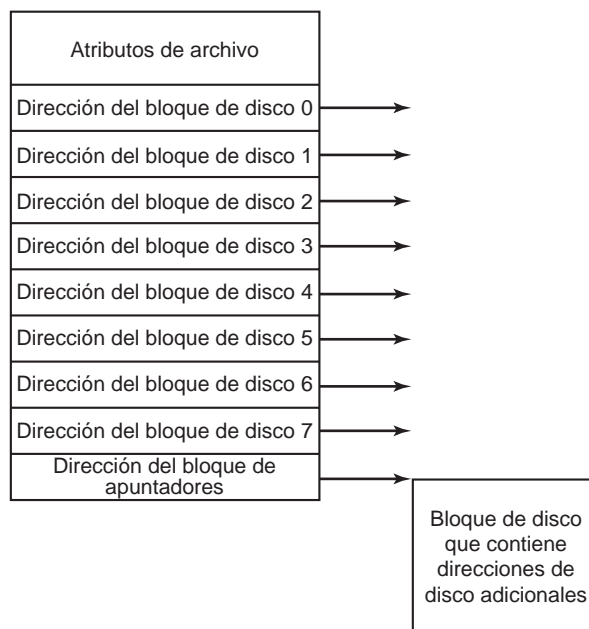 Atributos de archivo
Dirección del bloque de disco 0
Dirección del bloque de disco 1
Dirección del bloque de disco 2
Dirección del bloque de disco 3
Dirección del bloque de disco 4
Dirección del bloque de disco 5
Dirección del bloque de disco 6
Dirección del bloque de disco 7
Dirección del bloque de
apuntadores
Bloque de disco
que contiene
direcciones de
disco adicionales